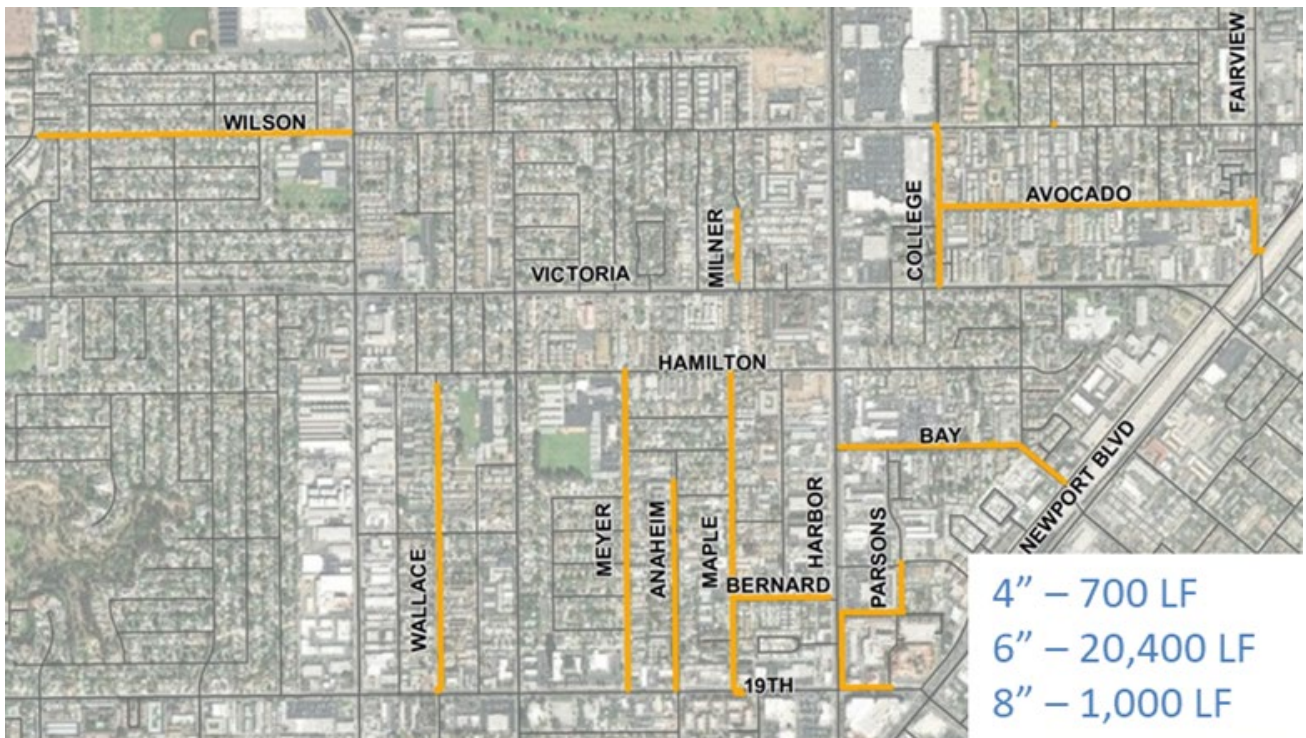 WILSON
FAIRVIEW
AVOCADO
COLLEGE
MILNER
VICTORIA
HAMILTON
BAY
NEWPORT BLVD
HARBOR
MEYER
ANAHEIM
MAPLE
WALLACE
BERNARD
PARSONS
19TH
4” – 700 LF
6” – 20,400 LF
8” – 1,000 LF